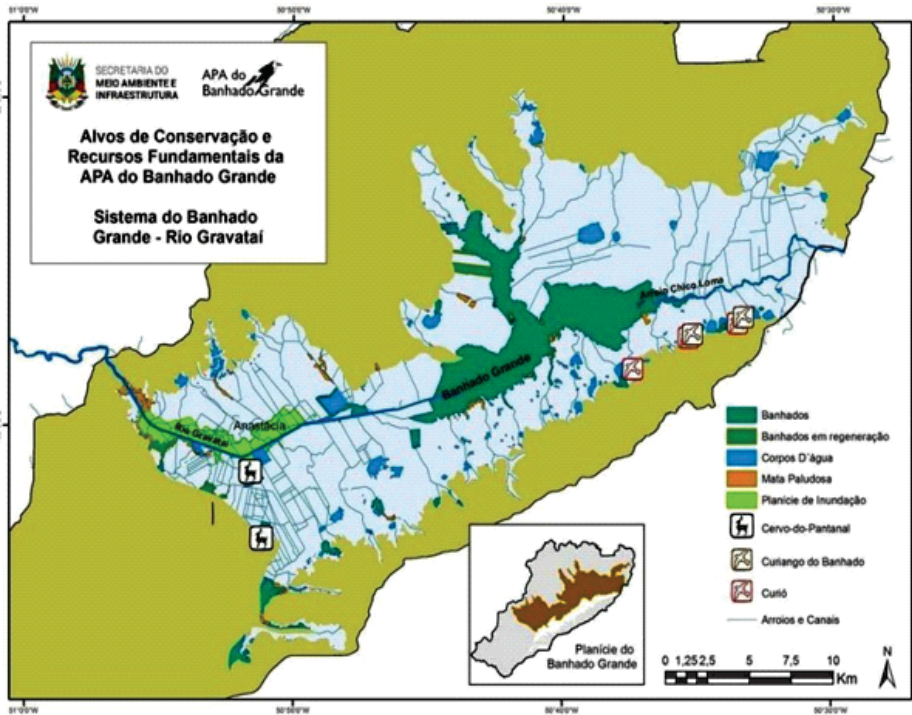 51°0'0"W
50°50'0"W
50°40'0"W
50°30'0"W
SECRETARIA DO
MEIO AMBIENTE E
INFRAESTRUTURA
APA do
Banhado Grande
Alvos de Conservação e
Recursos Fundamentais da
APA do Banhado Grande
Sistema do Banhado
Grande - Rio Gravataí
Arroio Chico Loma
Banhado Grande
Rio Gravataí
Anastácia
Banhados
Banhados em regeneração
Corpos D´água
Mata Paludosa
Planície de Inundação
Cervo-do-Pantanal
Curiango do Banhado
Curió
Arroios e Canais
Planície do
Banhado Grande
0 1,25 2,5 5 7,5 10
Km
N
51°0'0"W
50°50'0"W
50°40'0"W
50°30'0"W